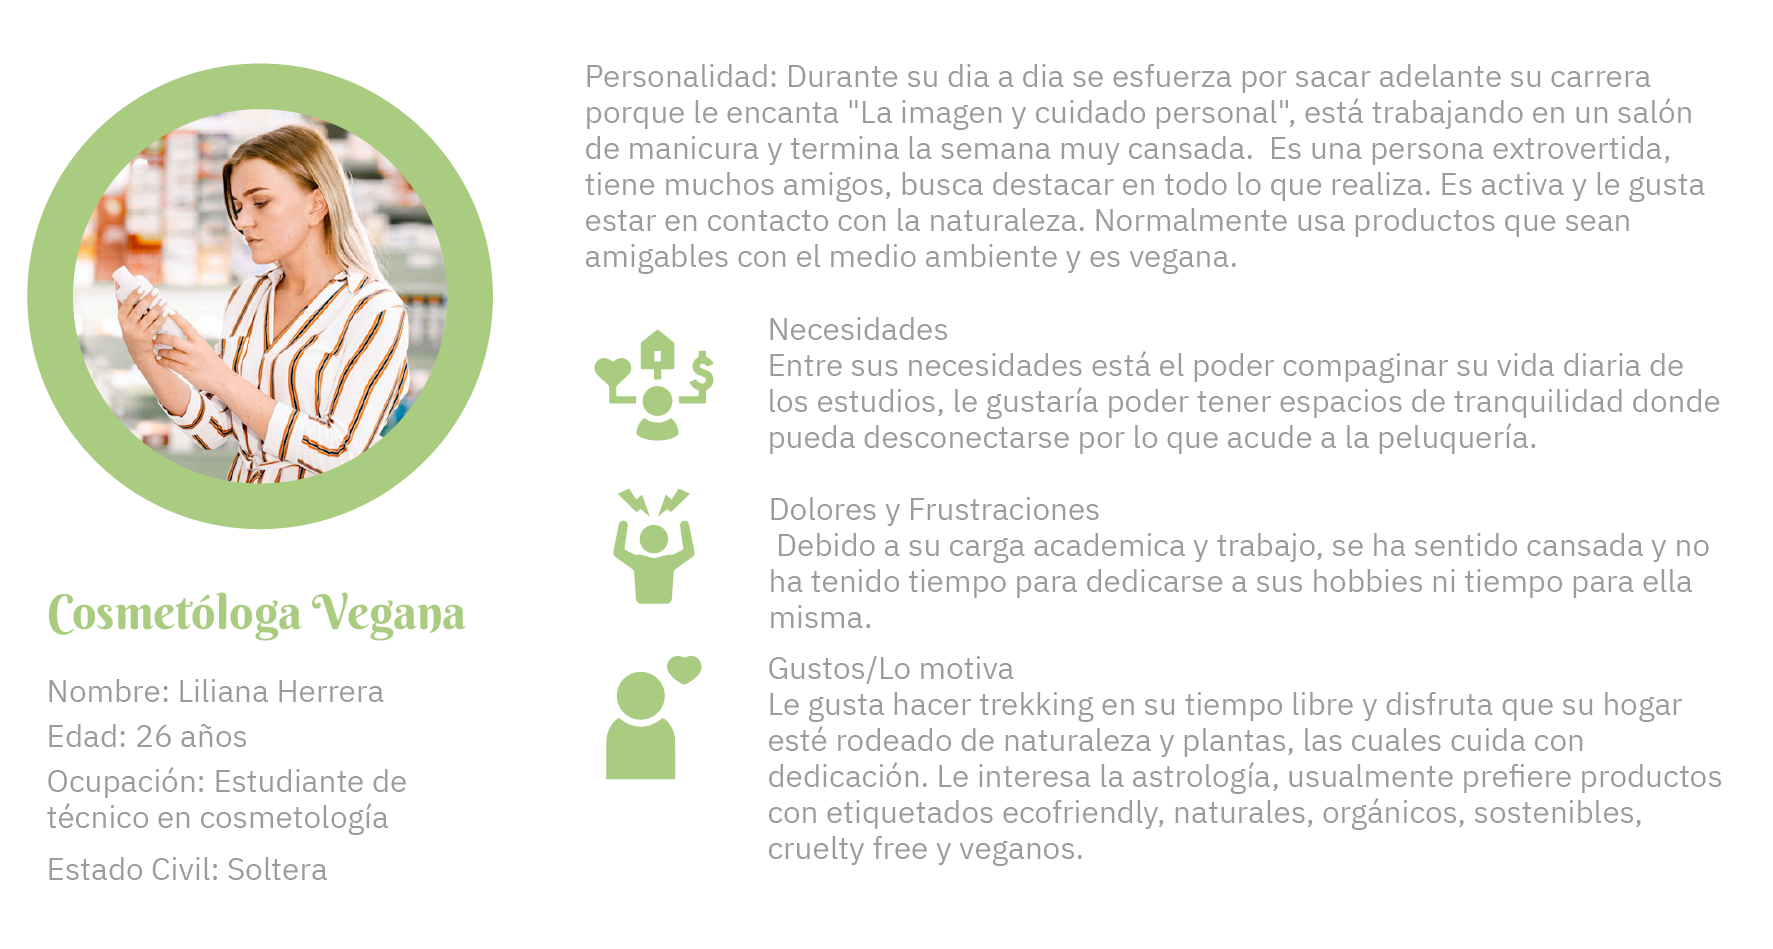 Personalidad: Durante su dia a dia se esfuerza por sacar adelante su carrera
porque le encanta "La imagen y cuidado personal", está trabajando en un salón
de manicura y termina la semana muy cansada.  Es una persona extrovertida,
tiene muchos amigos, busca destacar en todo lo que realiza. Es activa y le gusta
estar en contacto con la naturaleza. Normalmente usa productos que sean
amigables con el medio ambiente y es vegana.
Necesidades
Entre sus necesidades está el poder compaginar su vida diaria de
los estudios, le gustaría poder tener espacios de tranquilidad donde
pueda desconectarse por lo que acude a la peluquería.
Dolores y Frustraciones
Debido a su carga academica y trabajo, se ha sentido cansada y no
ha tenido tiempo para dedicarse a sus hobbies ni tiempo para ella
misma.
Gustos/Lo motiva
Le gusta hacer trekking en su tiempo libre y disfruta que su hogar
esté rodeado de naturaleza y plantas, las cuales cuida con
dedicación. Le interesa la astrología, usualmente prefiere productos
con etiquetados ecofriendly, naturales, orgánicos, sostenibles,
cruelty free y veganos.
Cosmetóloga Vegana
Nombre: Liliana Herrera
Edad: 26 años
Ocupación: Estudiante de
técnico en cosmetología
Estado Civil: Soltera